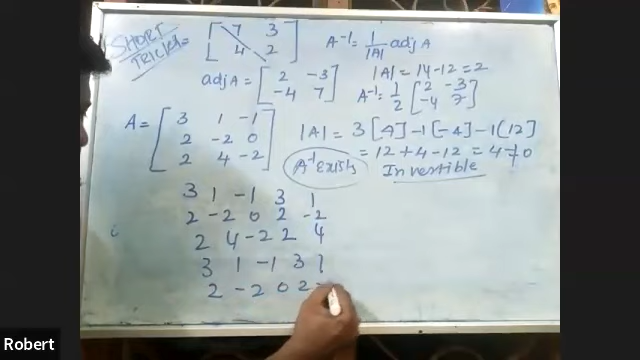 SHORT TRICKS = [ 7 3
4 2 ]
A⁻¹ = 1/|A| adj A
adj A = [ 2 -3
-4 7 ]
|A| = 14 - 12 = 2
A⁻¹ = 1/2 [ 2 -3
-4 7 ]
A = [ 3 1 -1
2 -2 0
2 4 -2 ]
|A| = 3[4] - 1[-4] - 1[12]
= 12 + 4 - 12 = 4 ≠ 0
A⁻¹ exists
Invertible
3 1 -1 3 1
2 -2 0 2 -2
2 4 -2 2 4
3 1 -1 3 1
2 -2 0 2 -
Robert